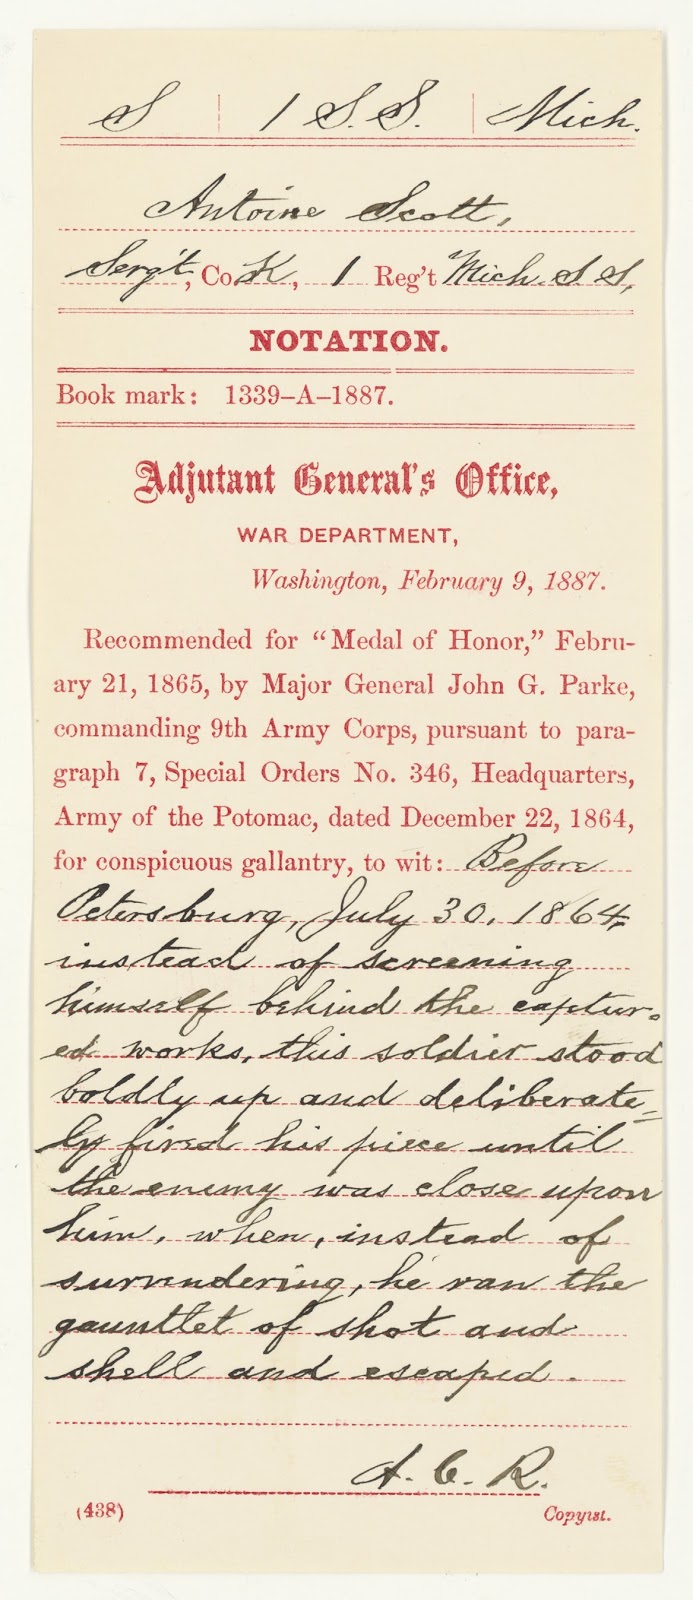 S | 1 S.S. | Mich.
Antoine Scott,
Serg't, Co K, 1 Reg't Mich. S S,
NOTATION.
Book mark: 1339-A-1887.
Adjutant General's Office,
WAR DEPARTMENT,
Washington, February 9, 1887.
Recommended for "Medal of Honor," Febru-
ary 21, 1865, by Major General John G. Parke,
commanding 9th Army Corps, pursuant to para-
graph 7, Special Orders No. 346, Headquarters,
Army of the Potomac, dated December 22, 1864,
for conspicuous gallantry, to wit: Before
Petersburg, July 30, 1864,
instead of screening
himself behind the captur-
ed works, this soldier stood
boldly up and deliberate=
ly fired his piece until
the enemy was close upon
him, when, instead of
surrendering, he ran the
gauntlet of shot and
shell and escaped.
A. C. R.
(438) Copyist.